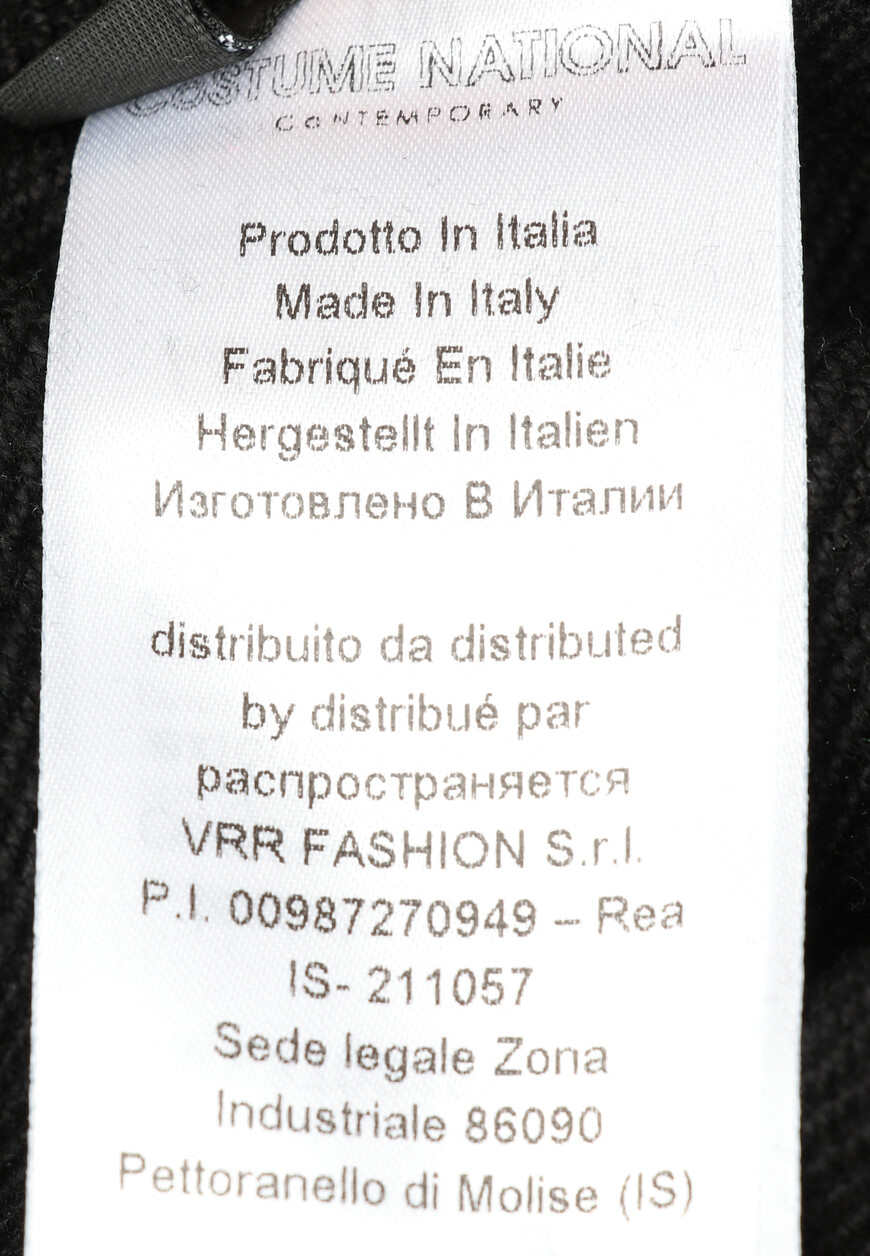 COSTUME NATIONAL
CONTEMPORARY
Prodotto In Italia
Made In Italy
Fabriqué En Italie
Hergestellt In Italien
Изготовлено В Италии
distribuito da distributed
by distribué par
распространяется
VRR FASHION S.r.l.
P.I. 00987270949 – Rea
IS- 211057
Sede legale Zona
Industriale 86090
Pettoranello di Molise (IS)